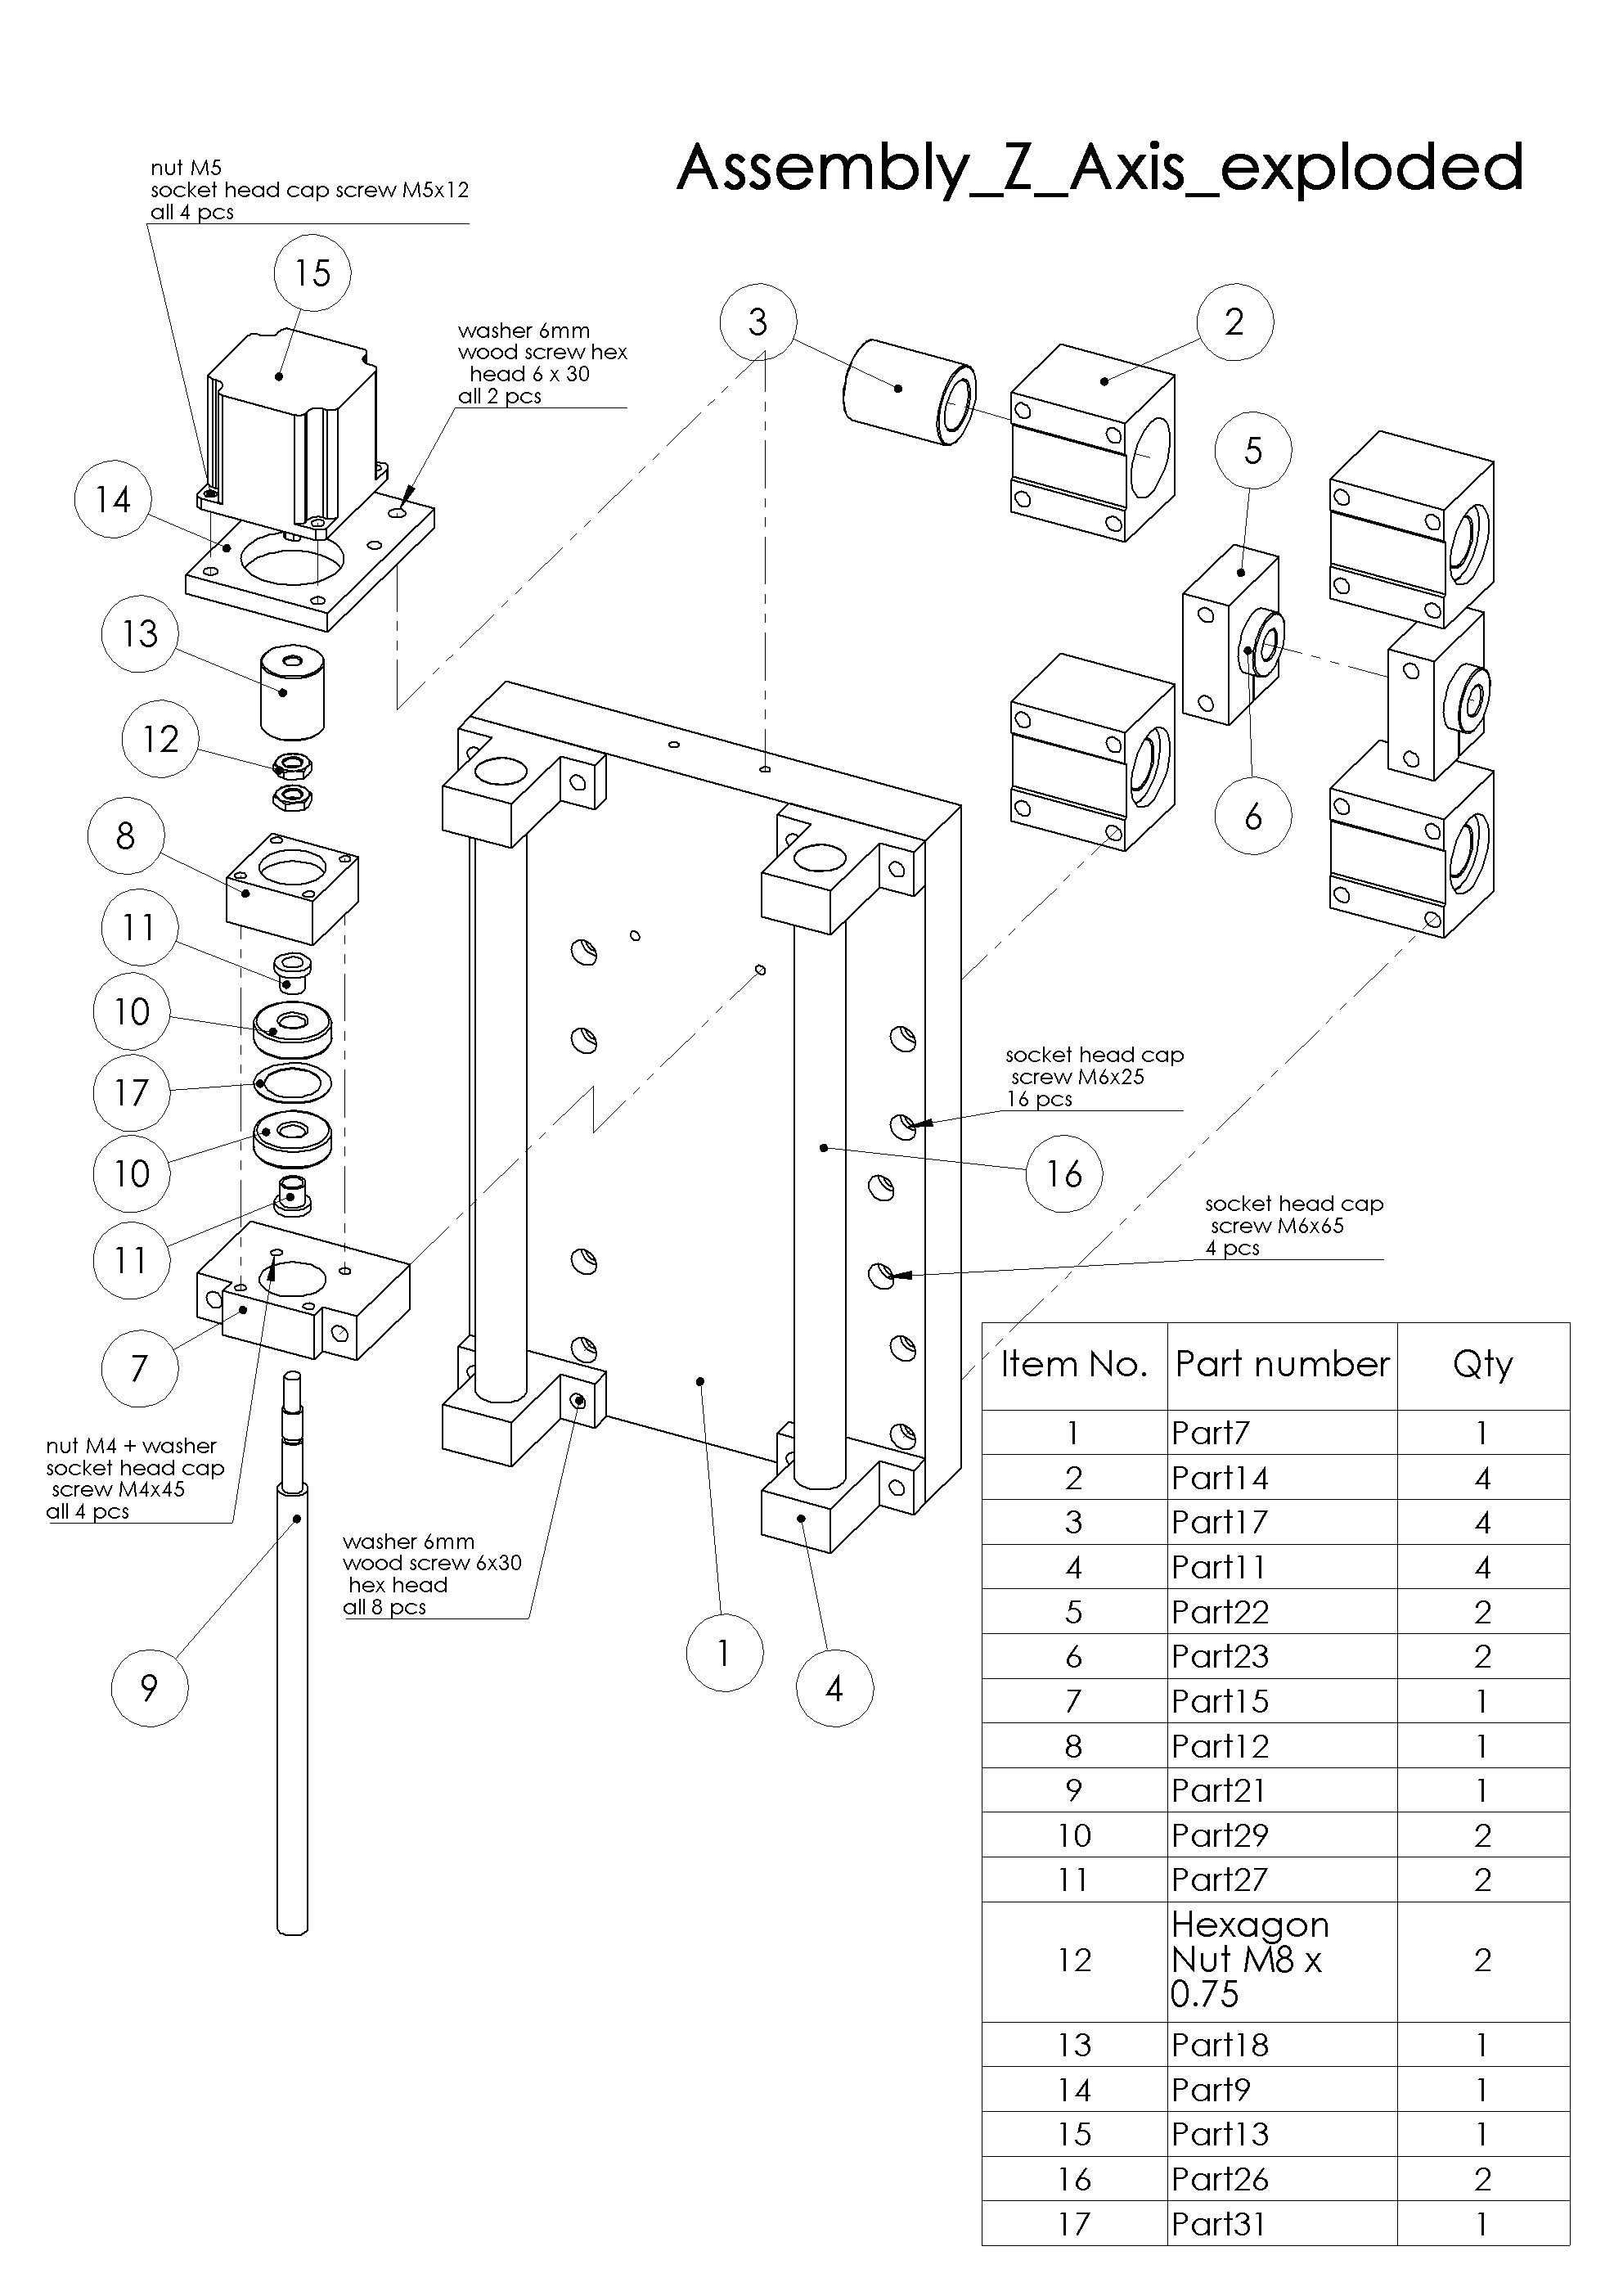 Assembly_Z_Axis_exploded
nut M5
socket head cap screw M5x12
all 4 pcs
15
washer 6mm
wood screw hex
head 6 x 30
all 2 pcs
3
2
5
14
13
12
6
8
11
10
17
10
11
7
socket head cap
screw M6x25
16 pcs
16
socket head cap
screw M6x65
4 pcs
nut M4 + washer
socket head cap
screw M4x45
all 4 pcs
washer 6mm
wood screw 6x30
hex head
all 8 pcs
9
1
4
Item No. Part number Qty
1 Part7 1
2 Part14 4
3 Part17 4
4 Part11 4
5 Part22 2
6 Part23 2
7 Part15 1
8 Part12 1
9 Part21 1
10 Part29 2
11 Part27 2
12 Hexagon
Nut M8 x
0.75 2
13 Part18 1
14 Part9 1
15 Part13 1
16 Part26 2
17 Part31 1